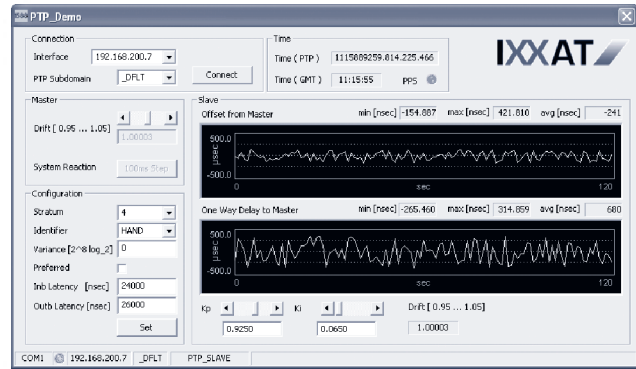 PTP_Demo
Connection
Interface 192.168.200.7
PTP Subdomain _DFLT Connect
Time
Time ( PTP ) 1115889259.814.225.466
Time ( GMT ) 11:15:55 PPS
IXXAT
Master
Drift [ 0.95 ... 1.05]
1.00003
System Reaction 100ms Step
Configuration
Stratum 4
Identifier HAND
Variance [2^8 log_2] 0
Preferred
Inb Latency [nsec] 24000
Outb Latency [nsec] 26000
Set
Slave
Offset from Master min [nsec] -154.887 max [nsec] 421.810 avg [nsec] -241
500.0
µsec
-500.0
0 sec 120
One Way Delay to Master min [nsec] -265.460 max [nsec] 314.859 avg [nsec] 680
500.0
µsec
-500.0
0 sec 120
Kp Ki Drift [ 0.95 ... 1.05]
0.9250 0.0650 1.00003
COM1 192.168.200.7 _DFLT PTP_SLAVE